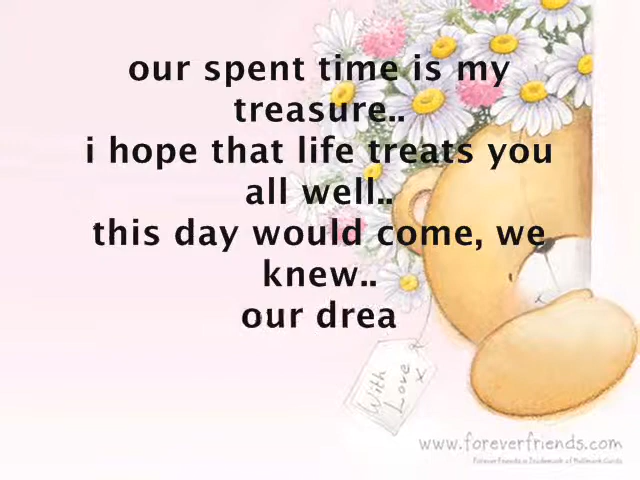 our spent time is my
treasure..
i hope that life treats you
all well..
this day would come, we
knew..
our drea
With
Love
x
www.foreverfriends.com
Forever Friends is Trademark of Hallmark Cards